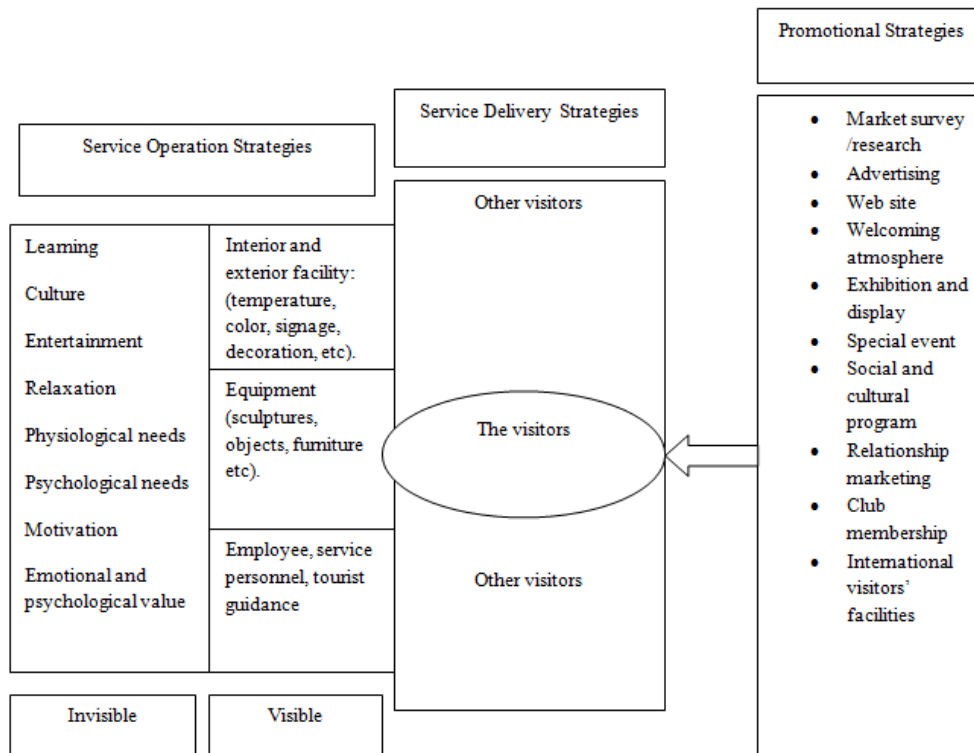 Promotional Strategies
Service Delivery Strategies
Service Operation Strategies
Learning
Culture
Entertainment
Relaxation
Physiological needs
Psychological needs
Motivation
Emotional and
psychological value
Interior and
exterior facility:
(temperature,
color, signage,
decoration, etc).
Equipment
(sculptures,
objects, furniture
etc).
Employee, service
personnel, tourist
guidance
Other visitors
The visitors
Other visitors
• Market survey
/research
• Advertising
• Web site
• Welcoming
atmosphere
• Exhibition and
display
• Special event
• Social and
cultural
program
• Relationship
marketing
• Club
membership
• International
visitors’
facilities
Invisible
Visible